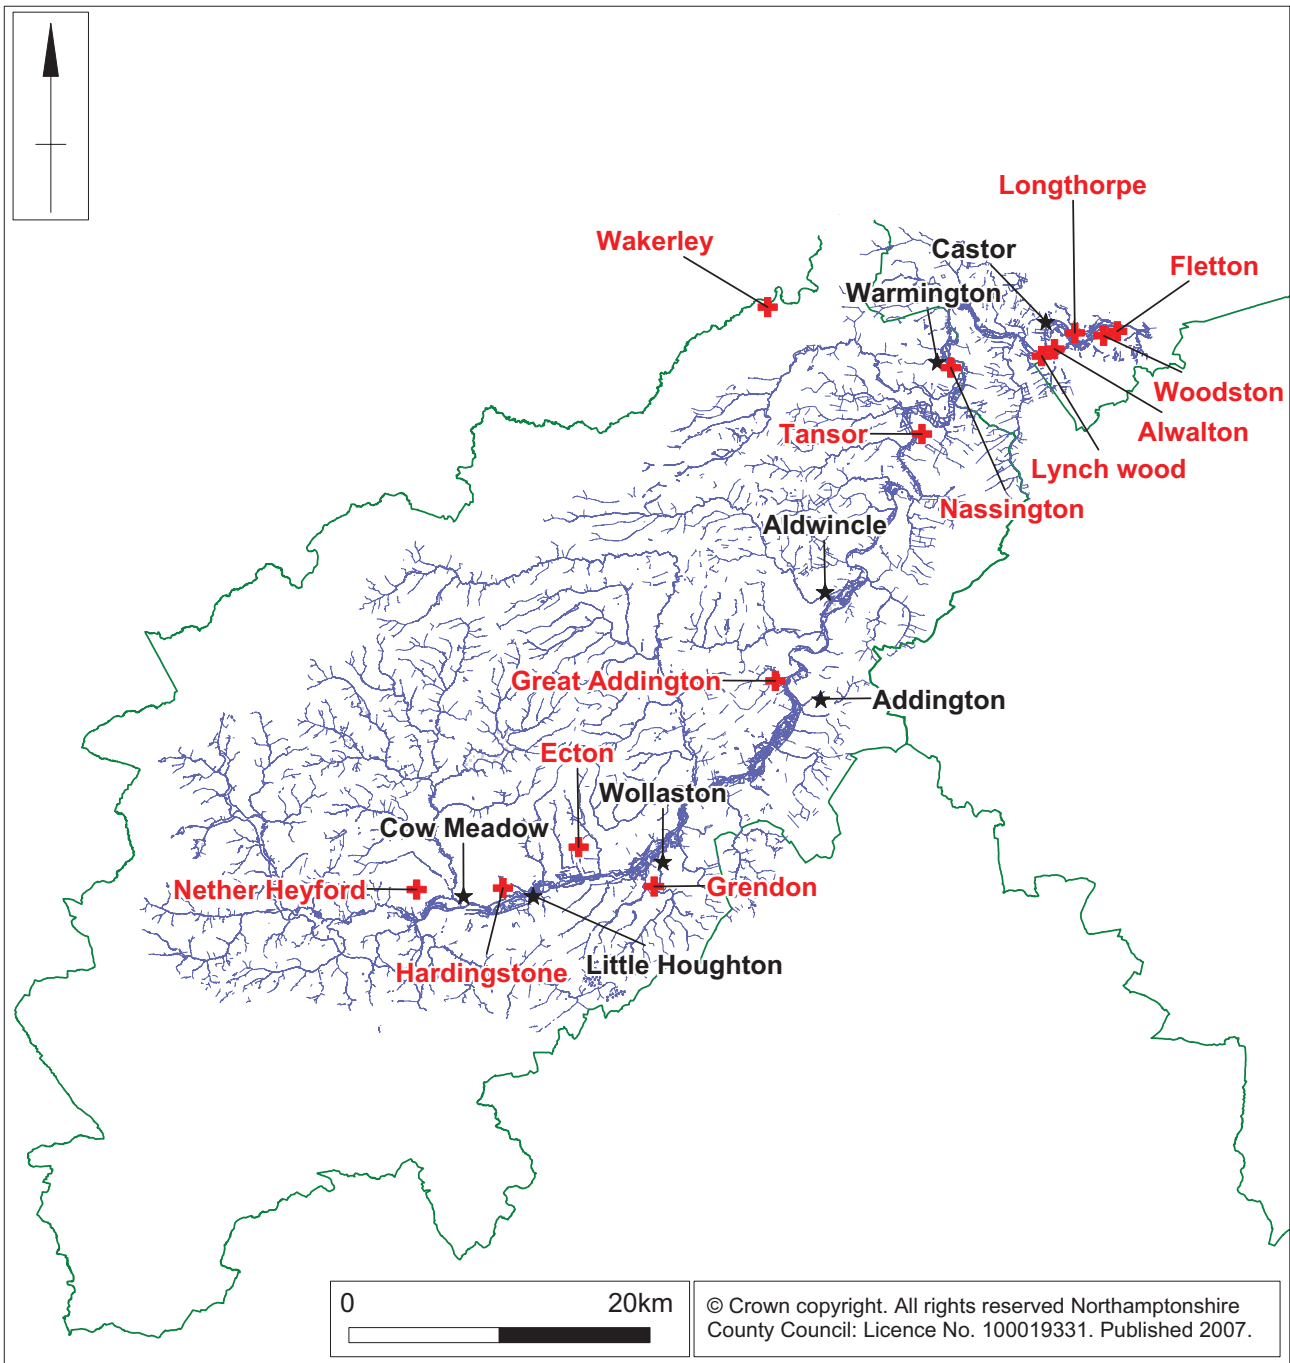 Longthorpe
Wakerley
Castor
Fletton
Warmington
Woodston
Tansor
Alwalton
Lynch wood
Nassington
Aldwincle
Great Addington
Addington
Ecton
Wollaston
Cow Meadow
Nether Heyford
Grendon
Hardingstone
Little Houghton
0 20km
© Crown copyright. All rights reserved Northamptonshire
County Council: Licence No. 100019331. Published 2007.